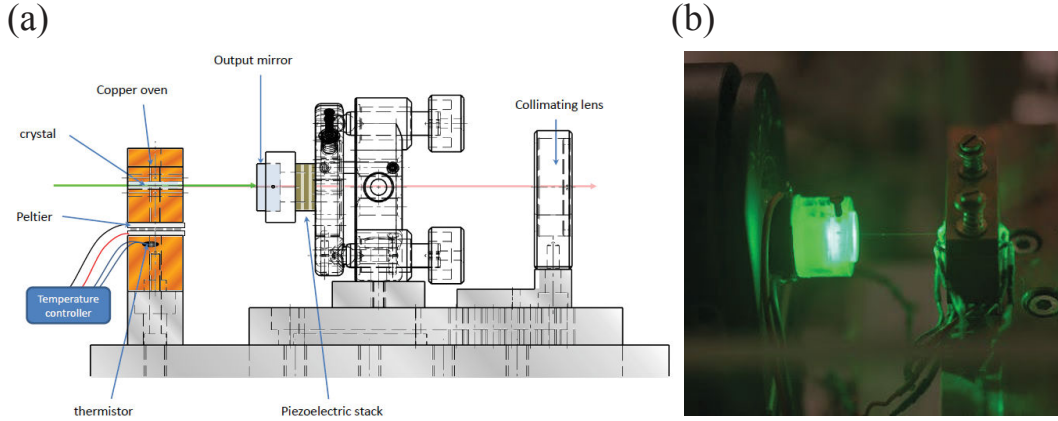 (a)
(b)
Output mirror
Copper oven
Collimating lens
crystal
Peltier
Temperature
controller
thermistor
Piezoelectric stack